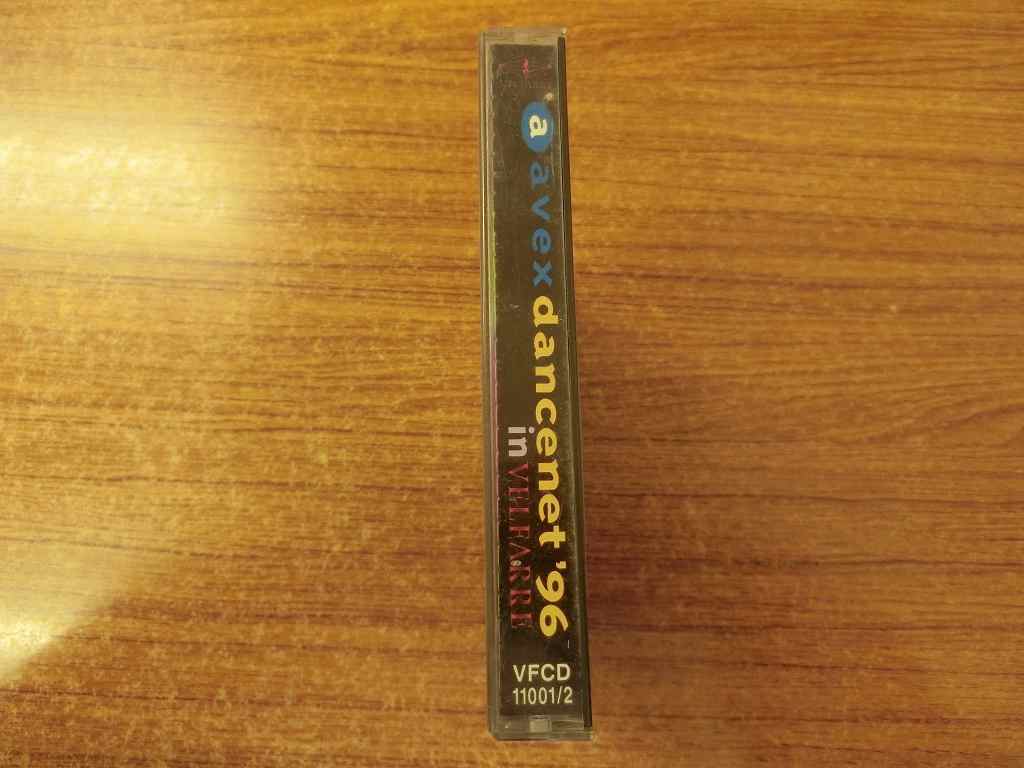 a avex dancenet '96
in VELFARRE
VFCD
11001/2